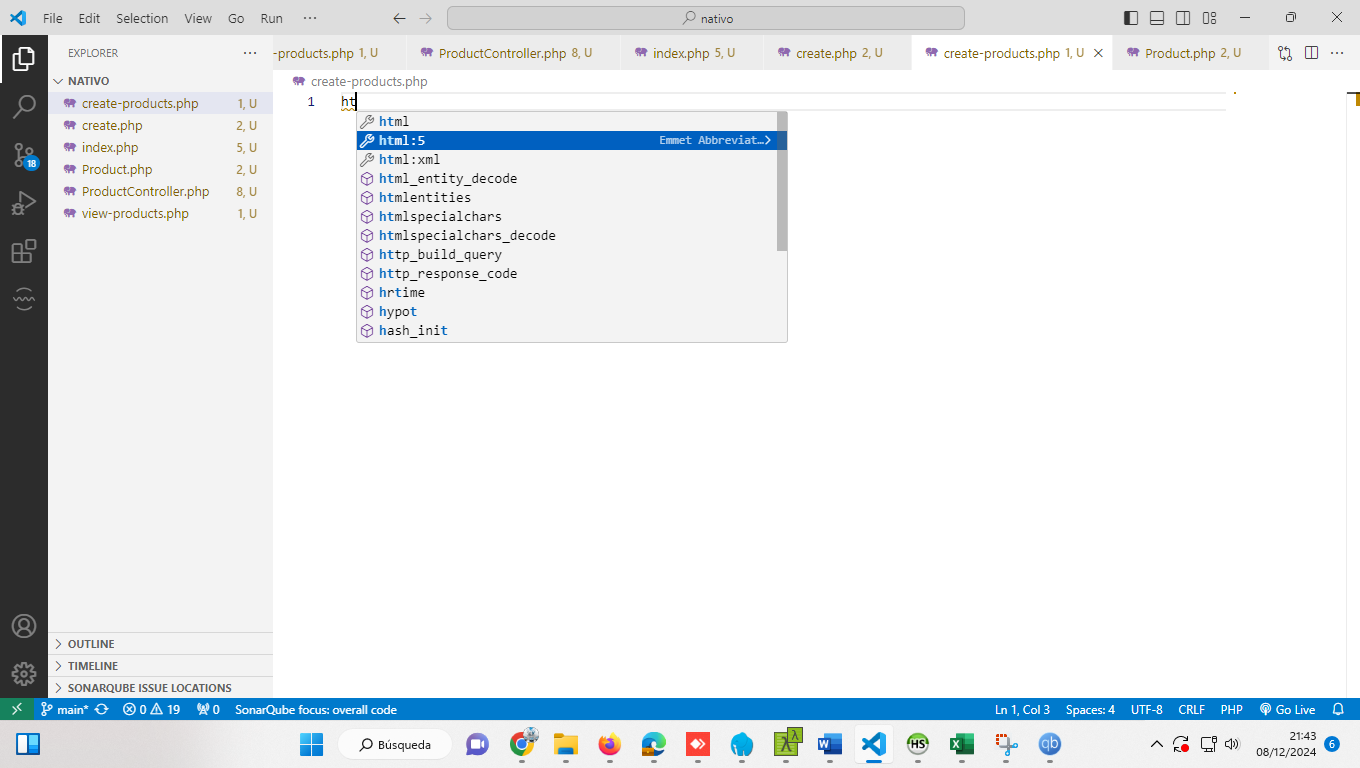 File Edit Selection View Go Run ··· nativo
EXPLORER ···
-products.php 1, U
ProductController.php 8, U
index.php 5, U
create.php 2, U
create-products.php 1, U
Product.php 2, U
NATIVO
create-products.php 1, U
create.php 2, U
index.php 5, U
Product.php 2, U
ProductController.php 8, U
view-products.php 1, U
create-products.php
1 ht
html
html:5 Emmet Abbreviat…
html:xml
html_entity_decode
htmlentities
htmlspecialchars
htmlspecialchars_decode
http_build_query
http_response_code
hrtime
hypot
hash_init
18
OUTLINE
TIMELINE
SONARQUBE ISSUE LOCATIONS
main* 0 19 0 SonarQube focus: overall code Ln 1, Col 3 Spaces: 4 UTF-8 CRLF PHP Go Live
Búsqueda
HS
qb
21:43
08/12/2024
6